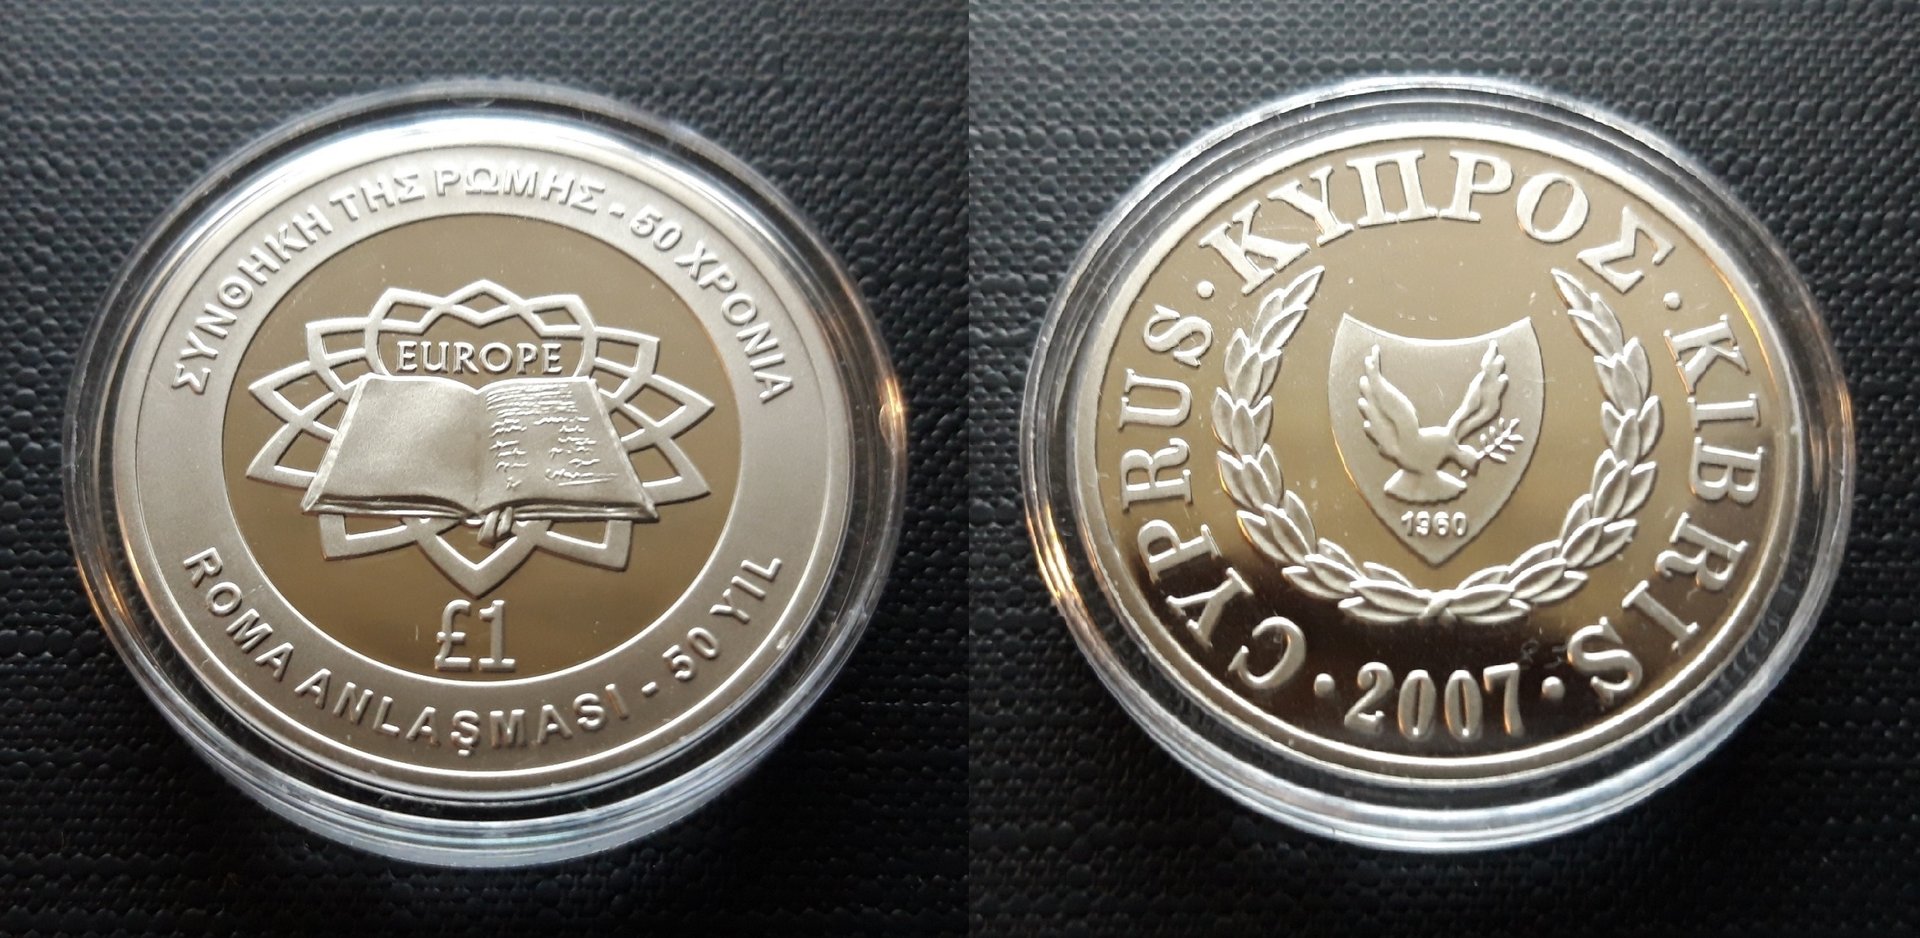 ΣΥΝΘΗΚΗ ΤΗΣ ΡΩΜΗΣ - 50 ΧΡΟΝΙΑ
EUROPE
£1
ROMA ANLAŞMASI - 50 YIL
CYPRUS · ΚΥΠΡΟΣ · KIBRIS
1960
· 2007 ·